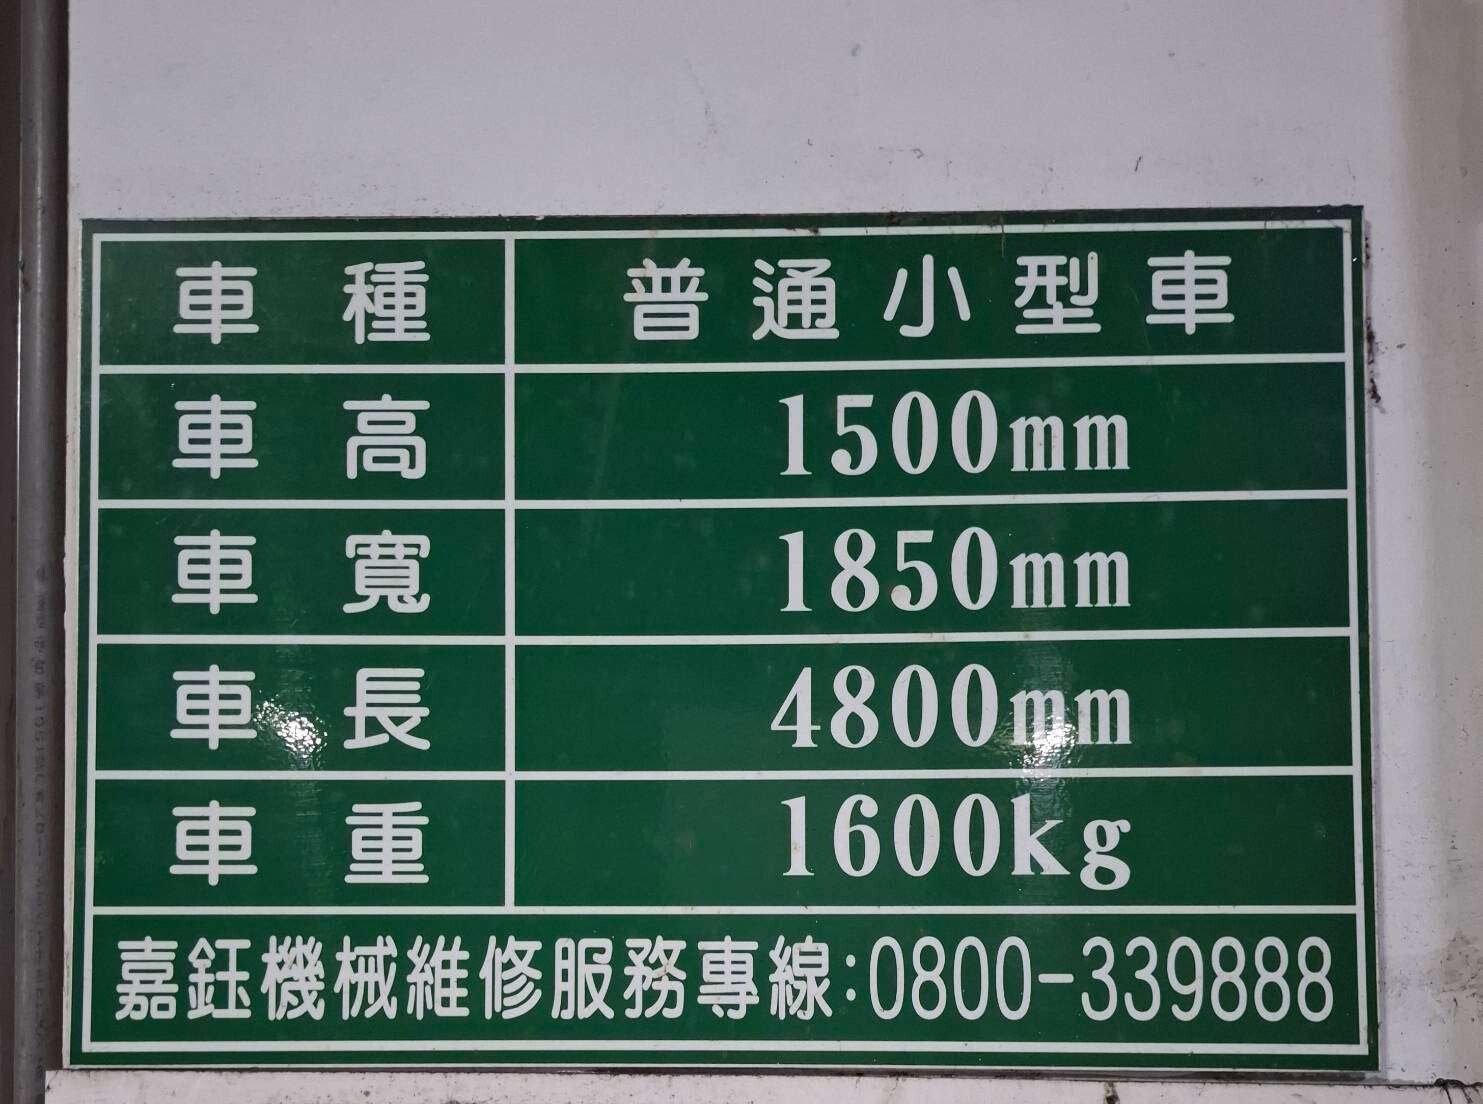 車種 普通小型車
車高 1500mm
車寬 1850mm
車長 4800mm
車重 1600kg
嘉鈺機械維修服務專線:0800-339888